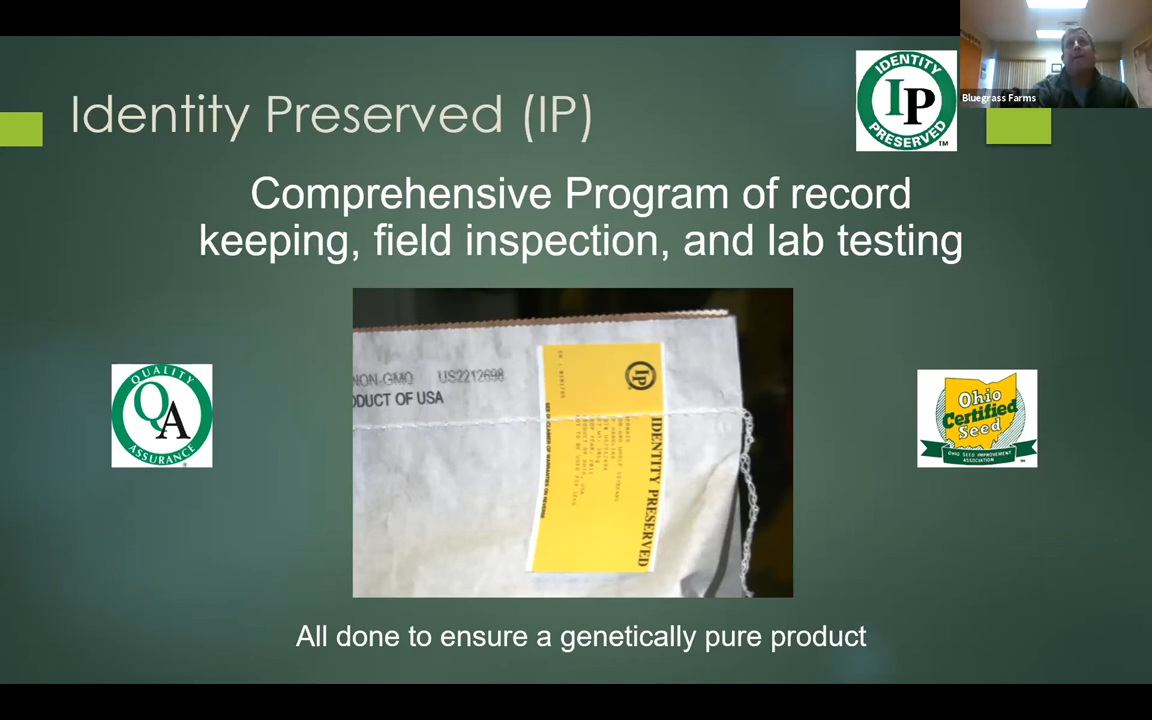 Identity Preserved (IP)
IDENTITY
IP
PRESERVED™
Bluegrass Farms
Comprehensive Program of record
keeping, field inspection, and lab testing
NON-GMO US2212698
ODUCT OF USA
IP
IDENTITY PRESERVED
QUALITY
QA
ASSURANCE
Ohio
Certified
Seed
OHIO SEED IMPROVEMENT
ASSOCIATION
All done to ensure a genetically pure product